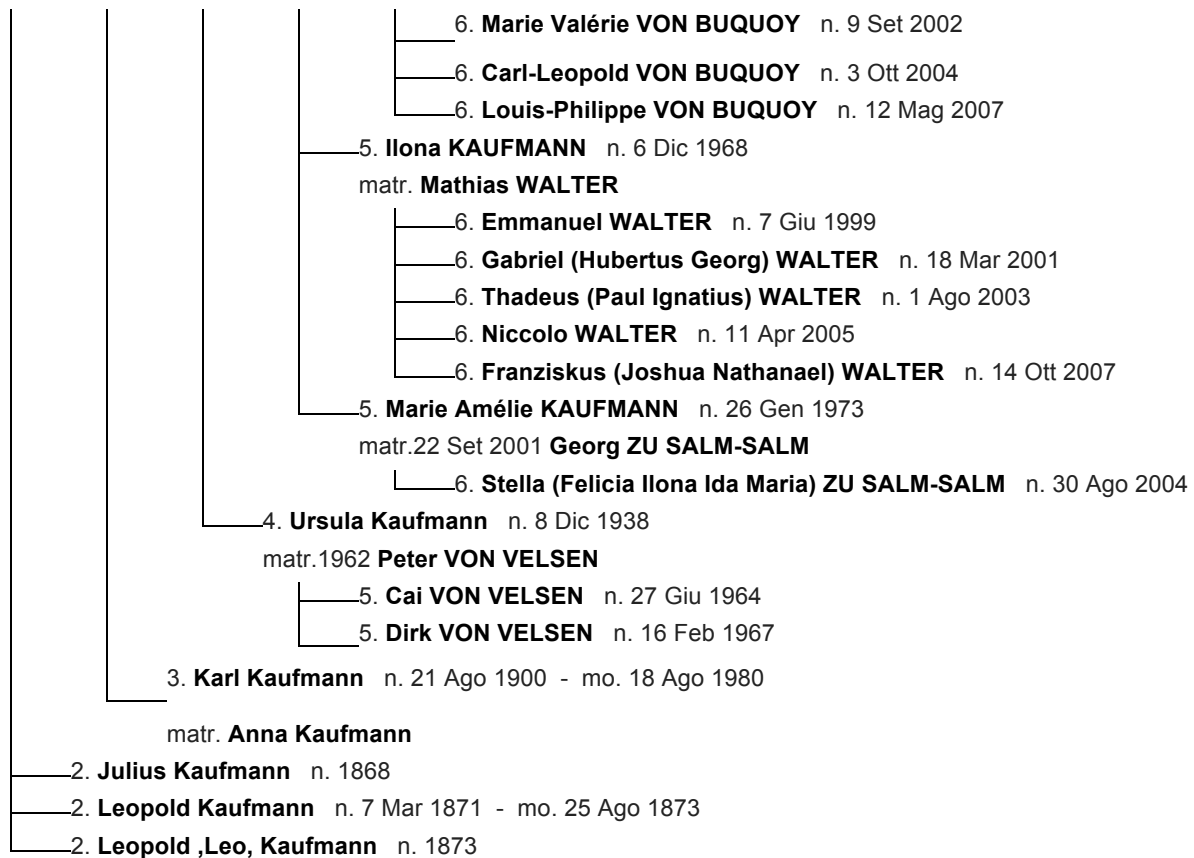 6. Marie Valérie VON BUQUOY n. 9 Set 2002
6. Carl-Leopold VON BUQUOY n. 3 Ott 2004
6. Louis-Philippe VON BUQUOY n. 12 Mag 2007
5. Ilona KAUFMANN n. 6 Dic 1968
matr. Mathias WALTER
6. Emmanuel WALTER n. 7 Giu 1999
6. Gabriel (Hubertus Georg) WALTER n. 18 Mar 2001
6. Thadeus (Paul Ignatius) WALTER n. 1 Ago 2003
6. Niccolo WALTER n. 11 Apr 2005
6. Franziskus (Joshua Nathanael) WALTER n. 14 Ott 2007
5. Marie Amélie KAUFMANN n. 26 Gen 1973
matr.22 Set 2001 Georg ZU SALM-SALM
6. Stella (Felicia Ilona Ida Maria) ZU SALM-SALM n. 30 Ago 2004
4. Ursula Kaufmann n. 8 Dic 1938
matr.1962 Peter VON VELSEN
5. Cai VON VELSEN n. 27 Giu 1964
5. Dirk VON VELSEN n. 16 Feb 1967
3. Karl Kaufmann n. 21 Ago 1900 - mo. 18 Ago 1980
matr. Anna Kaufmann
2. Julius Kaufmann n. 1868
2. Leopold Kaufmann n. 7 Mar 1871 - mo. 25 Ago 1873
2. Leopold ,Leo, Kaufmann n. 1873